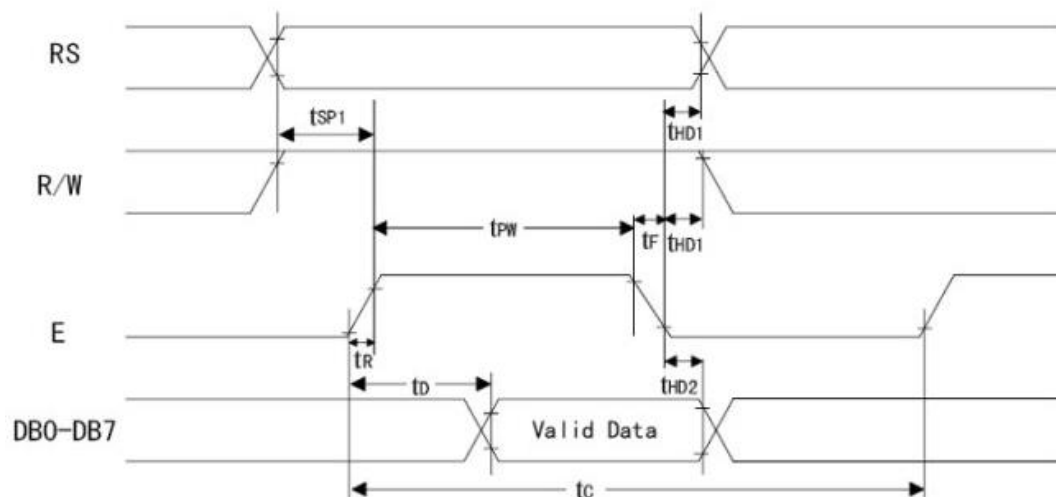 RS
tSP1
tHD1
R/W
tPW
tF
tHD1
E
tR
tD
tHD2
DB0-DB7
Valid Data
tC